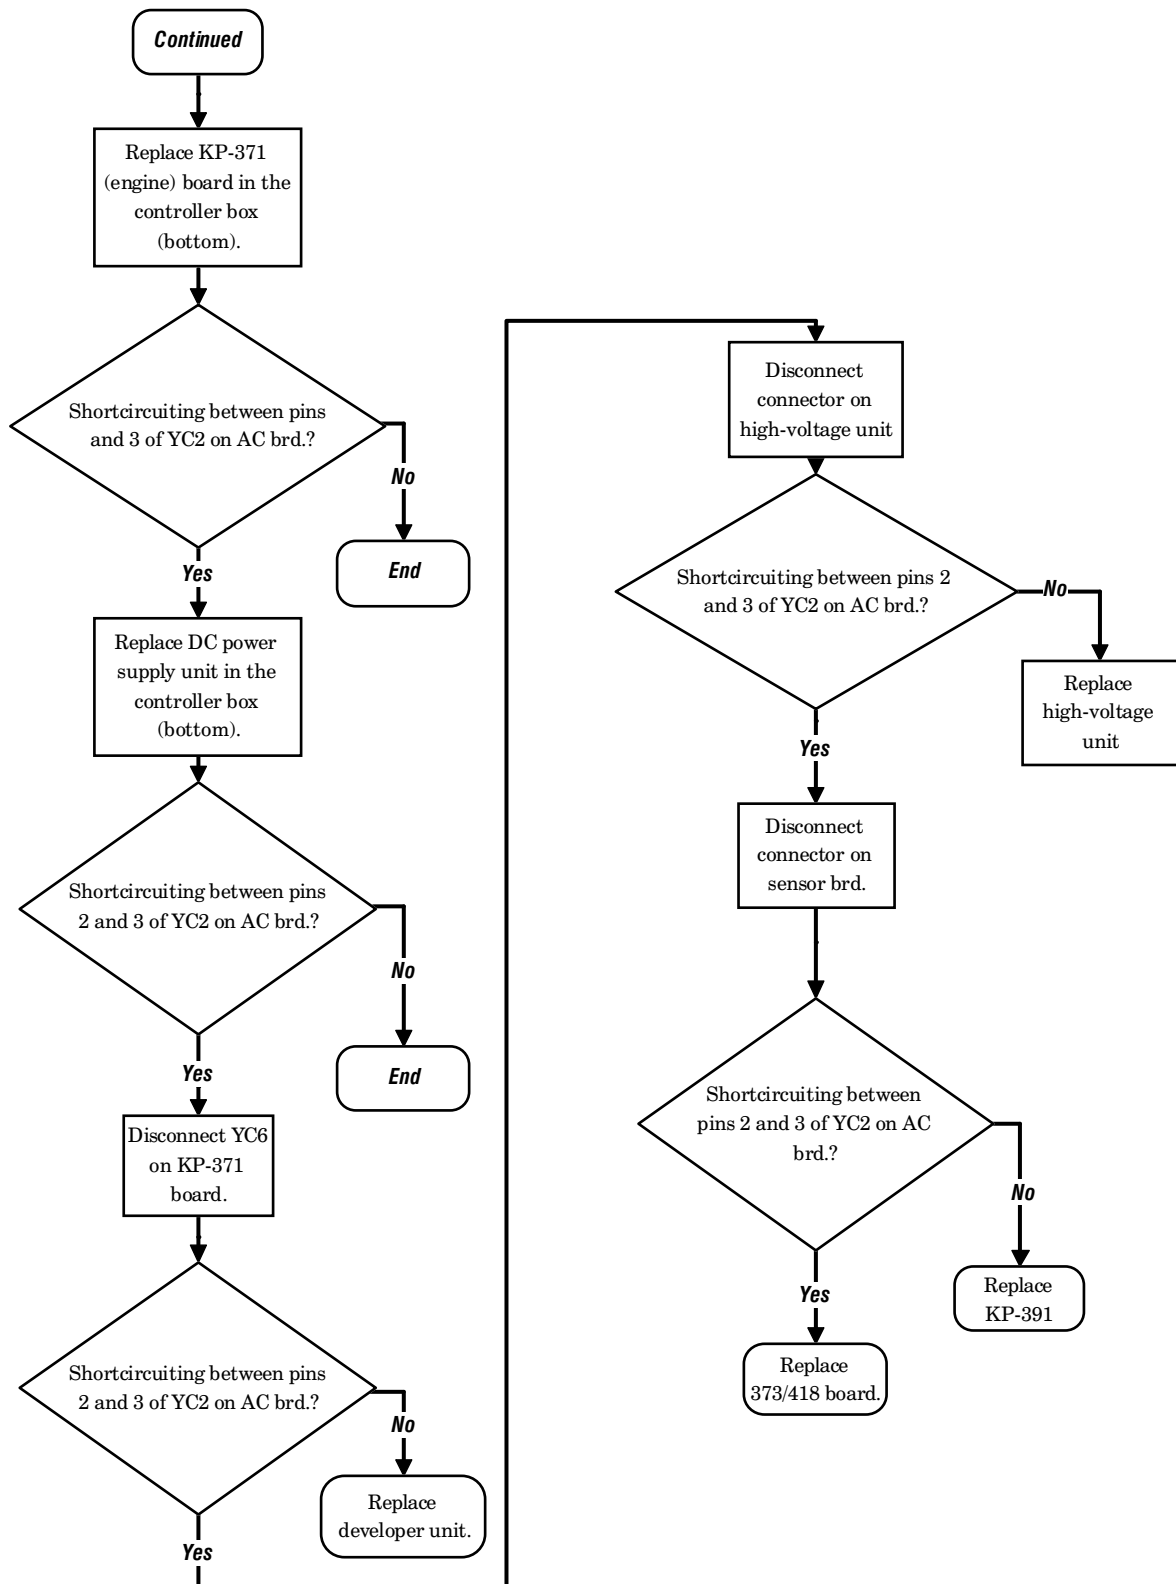 Continued
Replace KP-371
(engine) board in the
controller box
(bottom).
Shortcircuiting between pins
and 3 of YC2 on AC brd.?
No
End
Yes
Replace DC power
supply unit in the
controller box
(bottom).
Shortcircuiting between pins
2 and 3 of YC2 on AC brd.?
No
End
Yes
Disconnect YC6
on KP-371
board.
Shortcircuiting between pins
2 and 3 of YC2 on AC brd.?
No
Replace
developer unit.
Yes
Disconnect
connector on
high-voltage unit
Shortcircuiting between pins 2
and 3 of YC2 on AC brd.?
No
Replace
high-voltage
unit
Yes
Disconnect
connector on
sensor brd.
Shortcircuiting between
pins 2 and 3 of YC2 on AC
brd.?
No
Replace
KP-391
Yes
Replace
373/418 board.